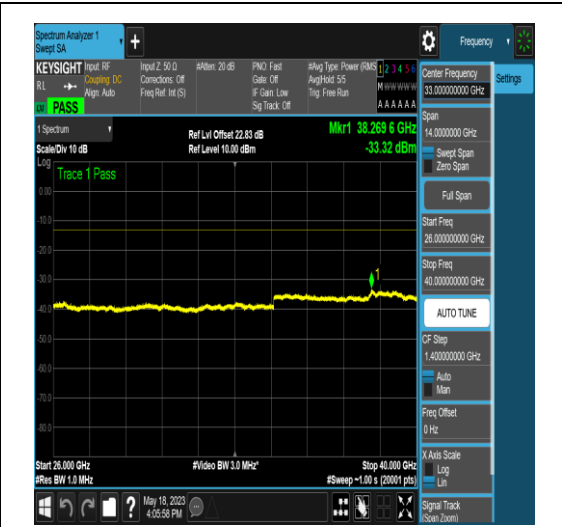 Spectrum Analyzer 1
Swept SA
Frequency
KEYSIGHT
RL
PASS
Input: RF
Coupling: DC
Align: Auto
Input Z: 50 Ω
Corrections: Off
Freq Ref: Int (S)
#Atten: 20 dB
PNO: Fast
Gate: Off
IF Gain: Low
Sig Track: Off
#Avg Type: Power (RMS
Avg|Hold: 5/5
Trig: Free Run
1 2 3 4 5 6
M W W W W W
A A A A A A
1 Spectrum
Scale/Div 10 dB
Ref Lvl Offset 22.83 dB
Ref Level 10.00 dBm
Mkr1 38.269 6 GHz
-33.32 dBm
Log
Trace 1 Pass
0.00
-10.0
-20.0
-30.0
-40.0
-50.0
-60.0
-70.0
-80.0
1
Start 26.000 GHz
#Res BW 1.0 MHz
#Video BW 3.0 MHz*
Stop 40.000 GHz
#Sweep ~1.00 s (20001 pts)
May 18, 2023
4:05:58 PM
Center Frequency
33.000000000 GHz
Settings
Span
14.0000000 GHz
Swept Span
Zero Span
Full Span
Start Freq
26.000000000 GHz
Stop Freq
40.000000000 GHz
AUTO TUNE
CF Step
1.400000000 GHz
Auto
Man
Freq Offset
0 Hz
X Axis Scale
Log
Lin
Signal Track
(Span Zoom)